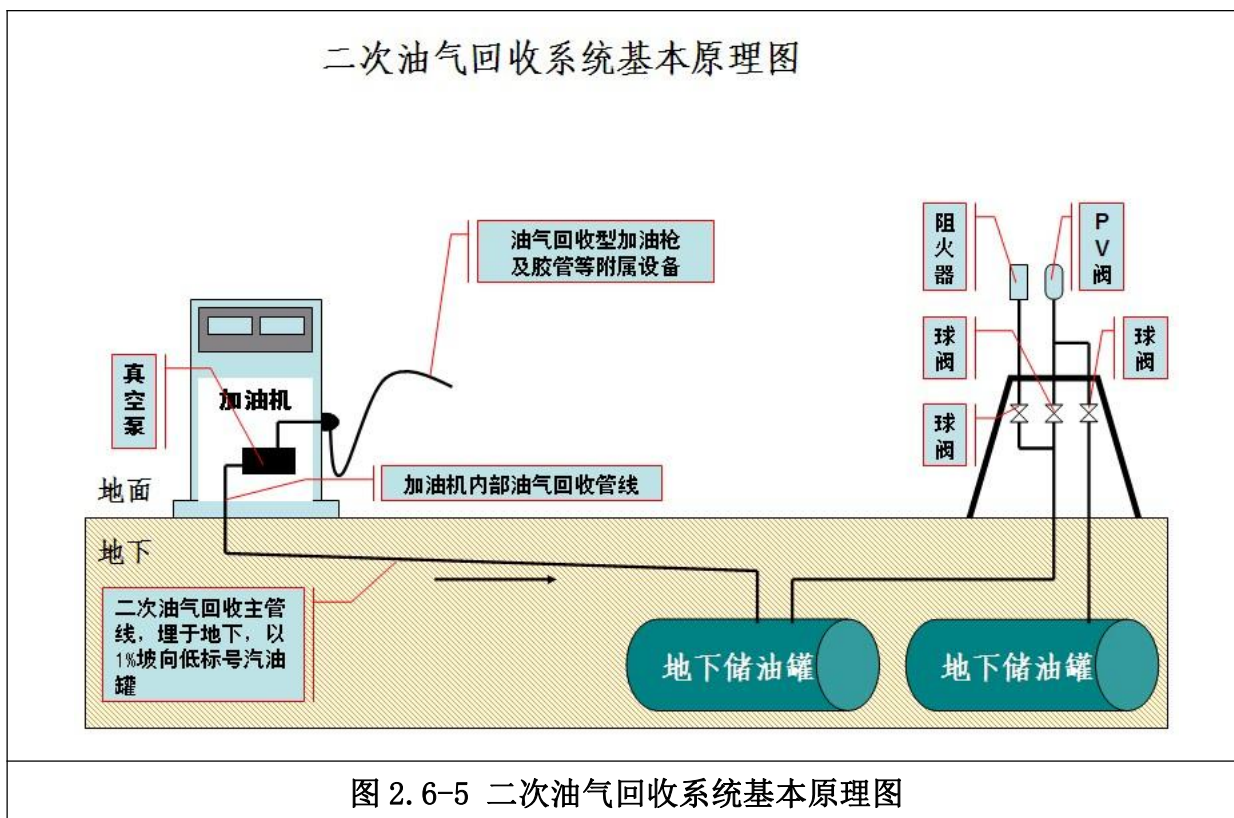 二次油气回收系统基本原理图
油气回收型加油枪
及胶管等附属设备
阻
火
器
P
V
阀
球
阀
球
阀
球
阀
真
空
泵
加油机
加油机内部油气回收管线
地面
地下
二次油气回收主管
线，埋于地下，以
1%坡向低标号汽油
罐
地下储油罐
地下储油罐
图 2.6-5 二次油气回收系统基本原理图